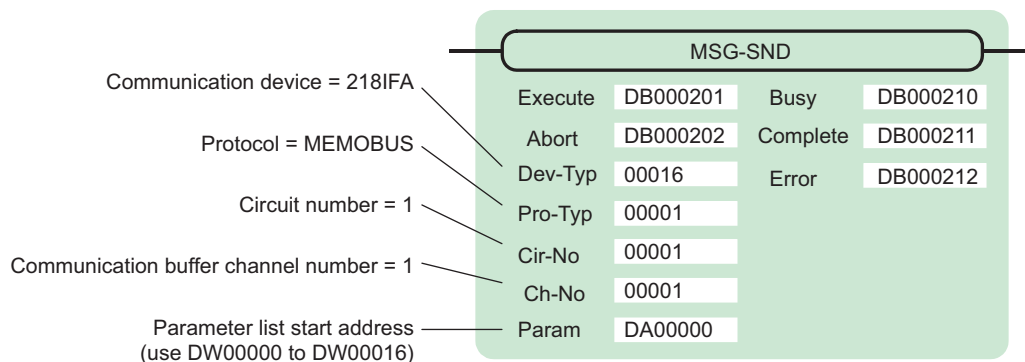 MSG-SND
Communication device = 218IFA
Execute DB000201 Busy DB000210
Protocol = MEMOBUS
Abort DB000202 Complete DB000211
Dev-Typ 00016 Error DB000212
Circuit number = 1
Pro-Typ 00001
Cir-No 00001
Communication buffer channel number = 1
Ch-No 00001
Parameter list start address
(use DW00000 to DW00016)
Param DA00000